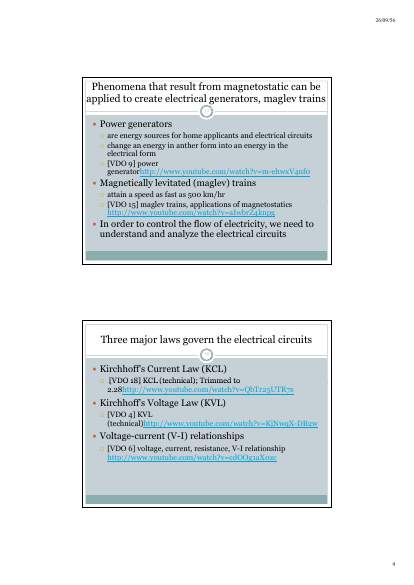 26/09/56
Phenomena that result from magnetostatic can be
applied to create electrical generators, maglev trains
Power generators
are energy sources for home applicants and electrical circuits
change an energy in anther form into an energy in the
electrical form
[VDO 9] power
generatorhttp://www.youtube.com/watch?v=m-ehwxV4nfo
Magnetically levitated (maglev) trains
attain a speed as fast as 500 km/hr
[VDO 15] maglev trains, applications of magnetostatics
http://www.youtube.com/watch?v=aIwbrZ4knpg
In order to control the flow of electricity, we need to
understand and analyze the electrical circuits
Three major laws govern the electrical circuits
Kirchhoff's Current Law (KCL)
[VDO 18] KCL (technical); Trimmed to
2.28http://www.youtube.com/watch?v=QbTr25UTR7s
Kirchhoff's Voltage Law (KVL)
[VDO 4] KVL
(technical)http://www.youtube.com/watch?v=KjNwqX-DB2w
Voltage-current (V-I) relationships
[VDO 6] voltage, current, resistance, V-I relationship
http://www.youtube.com/watch?v=cdOO3iaX0zc
9